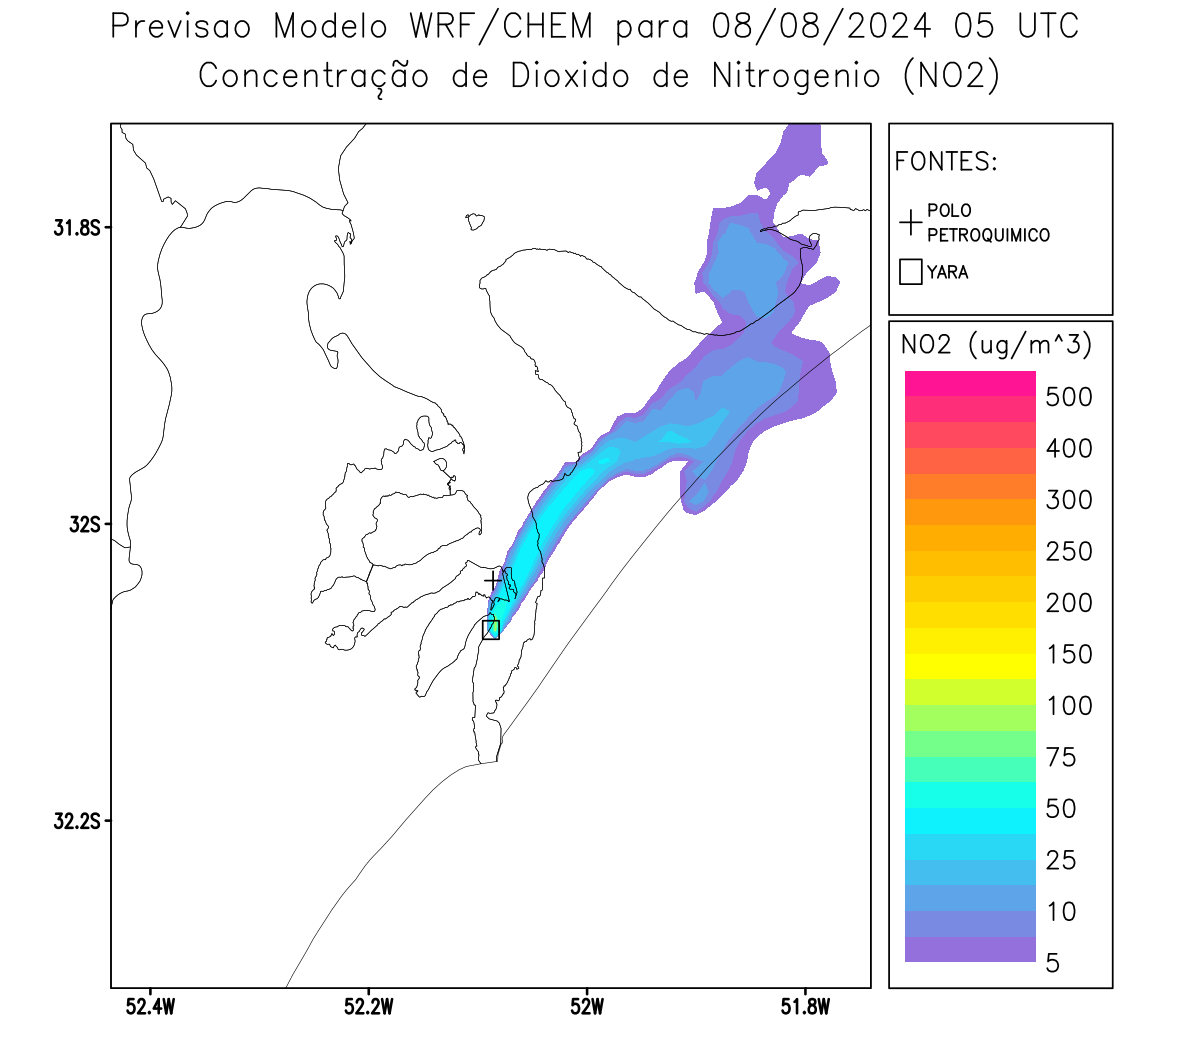 Previsao Modelo WRF/CHEM para 08/08/2024 05 UTC
Concentração de Dioxido de Nitrogenio (NO2)
FONTES:
POLO
PETROQUIMICO
YARA
NO2 (ug/m^3)
500
400
300
250
200
150
100
75
50
25
10
5
31.8S
32S
32.2S
52.4W
52.2W
52W
51.8W